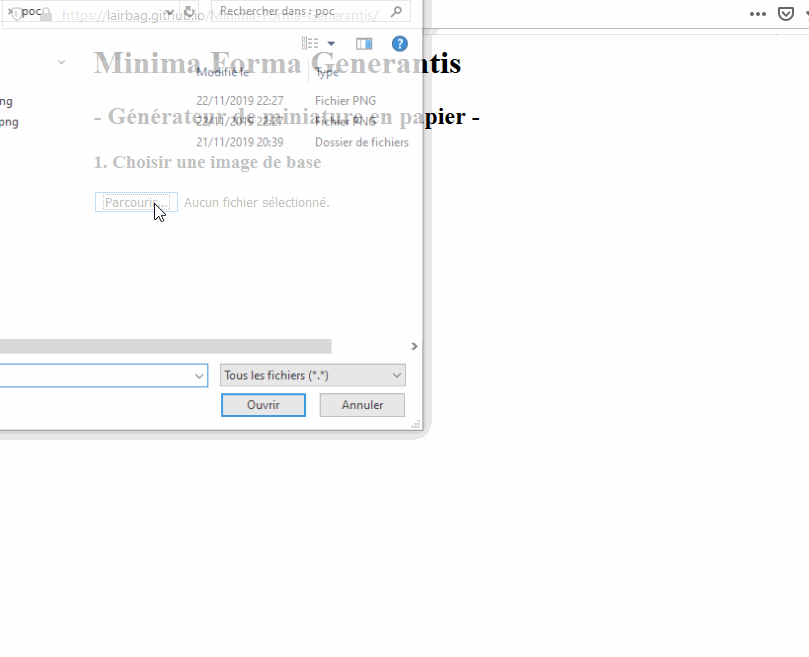 > poc
https://lairbag.github.io/Minima-Forma-Generantis/
Rechercher dans : poc
Minima Forma Generantis
Modifié le
Type
ng
22/11/2019 22:27
Fichier PNG
- Générateur de miniature en papier -
png
22/11/2019 22:27
Fichier PNG
21/11/2019 20:39
Dossier de fichiers
1. Choisir une image de base
Parcourir...
Aucun fichier sélectionné.
Tous les fichiers (*.*)
Ouvrir
Annuler